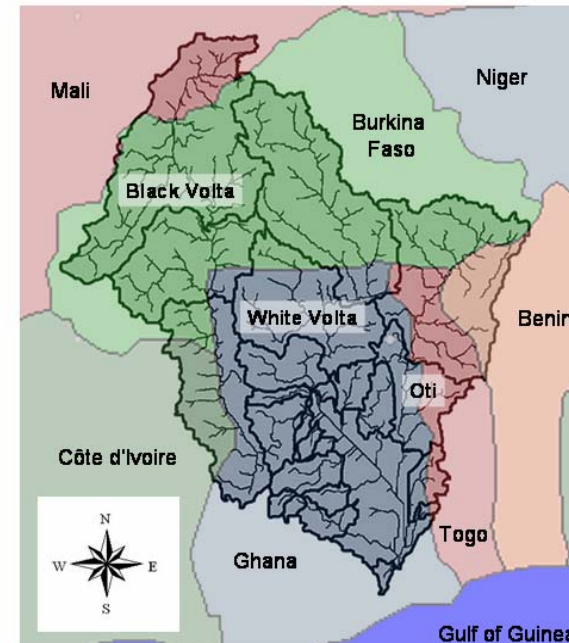 Mali
Niger
Burkina
Faso
Black Volta
White Volta
Benin
Oti
Côte d'Ivoire
N
W
E
S
Ghana
Togo
Gulf of Guinea